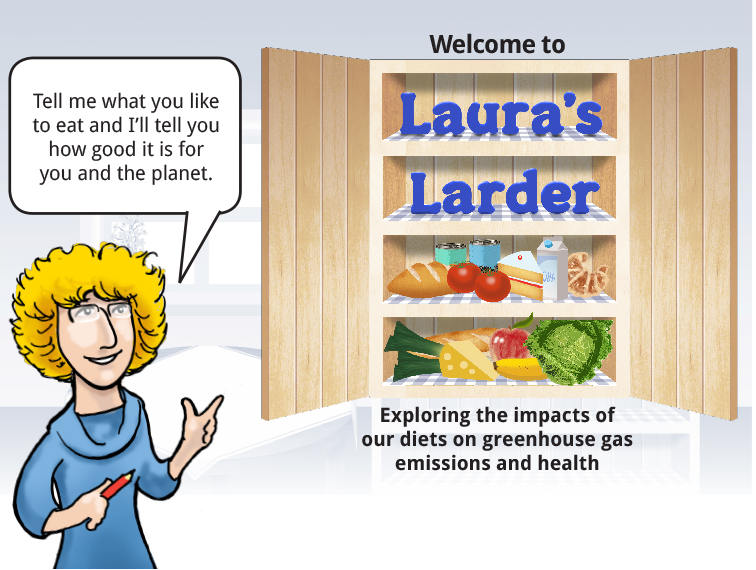 Welcome to
Tell me what you like
to eat and I'll tell you
how good it is for
you and the planet.
Laura's
Larder
Exploring the impacts of
our diets on greenhouse gas
emissions and health